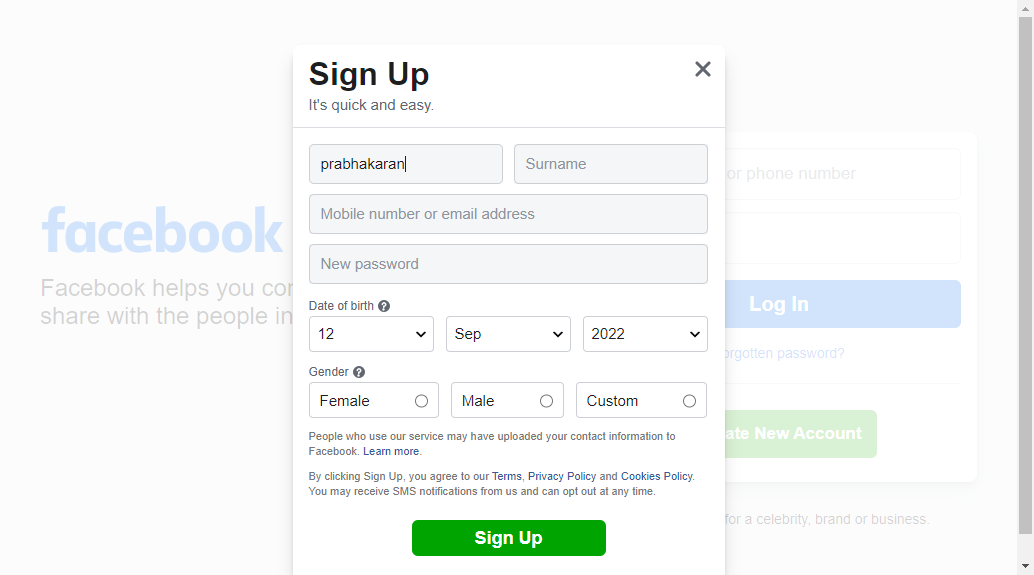 Sign Up
It's quick and easy.
prabhakaran
Surname
Mobile number or email address
New password
Date of birth ?
12 Sep 2022
Gender ?
Female Male Custom
People who use our service may have uploaded your contact information to
Facebook. Learn more.
By clicking Sign Up, you agree to our Terms, Privacy Policy and Cookies Policy.
You may receive SMS notifications from us and can opt out at any time.
Sign Up
facebook
Facebook helps you
share with the people in
or phone number
Log In
password?
New Account
for a celebrity, brand or business.